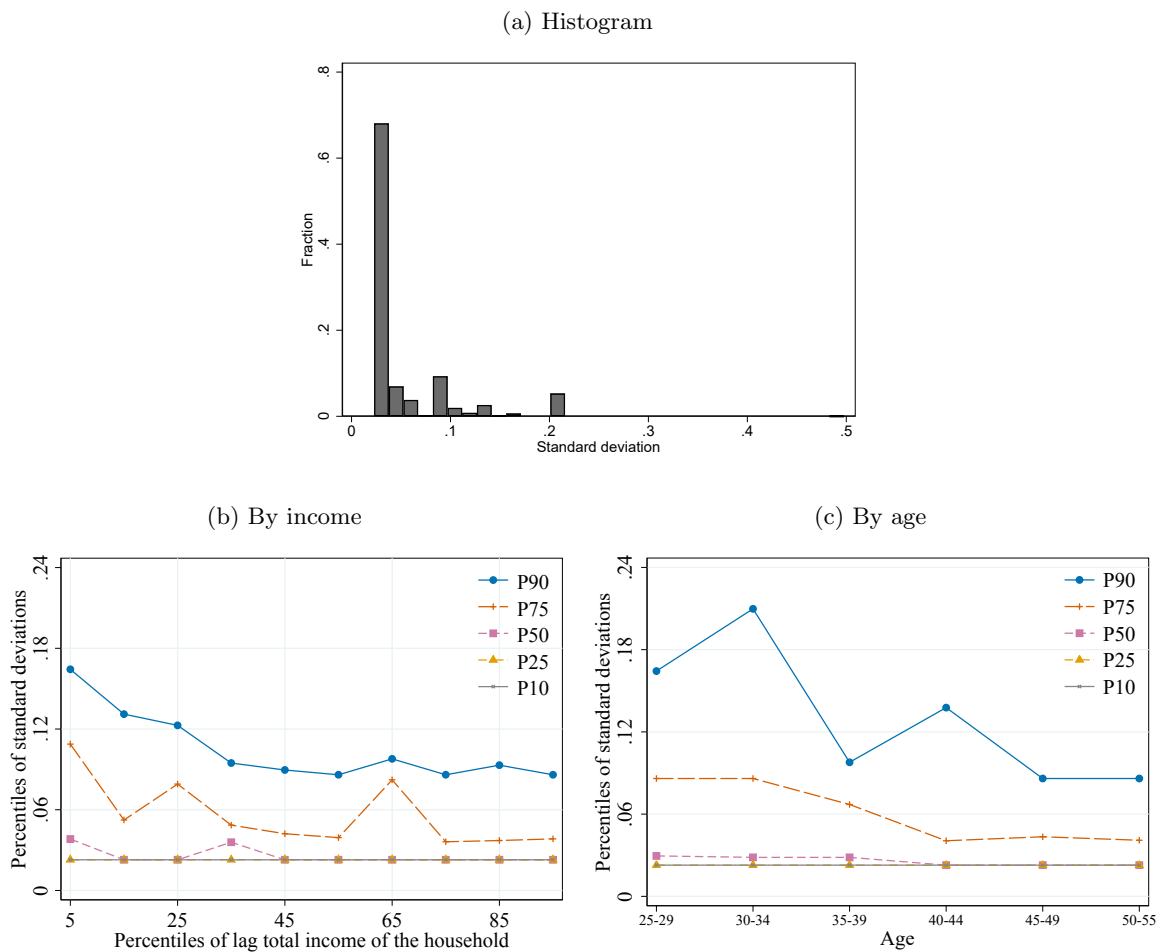 (a) Histogram
.8
.6
.4
.2
0
Fraction
0 .1 .2 .3 .4 .5
Standard deviation
(b) By income
.24
.18
.12
.06
0
Percentiles of standard deviations
P90
P75
P50
P25
P10
5 25 45 65 85
Percentiles of lag total income of the household
(c) By age
.24
.18
.12
.06
0
Percentiles of standard deviations
P90
P75
P50
P25
P10
25-29 30-34 35-39 40-44 45-49 50-55
Age